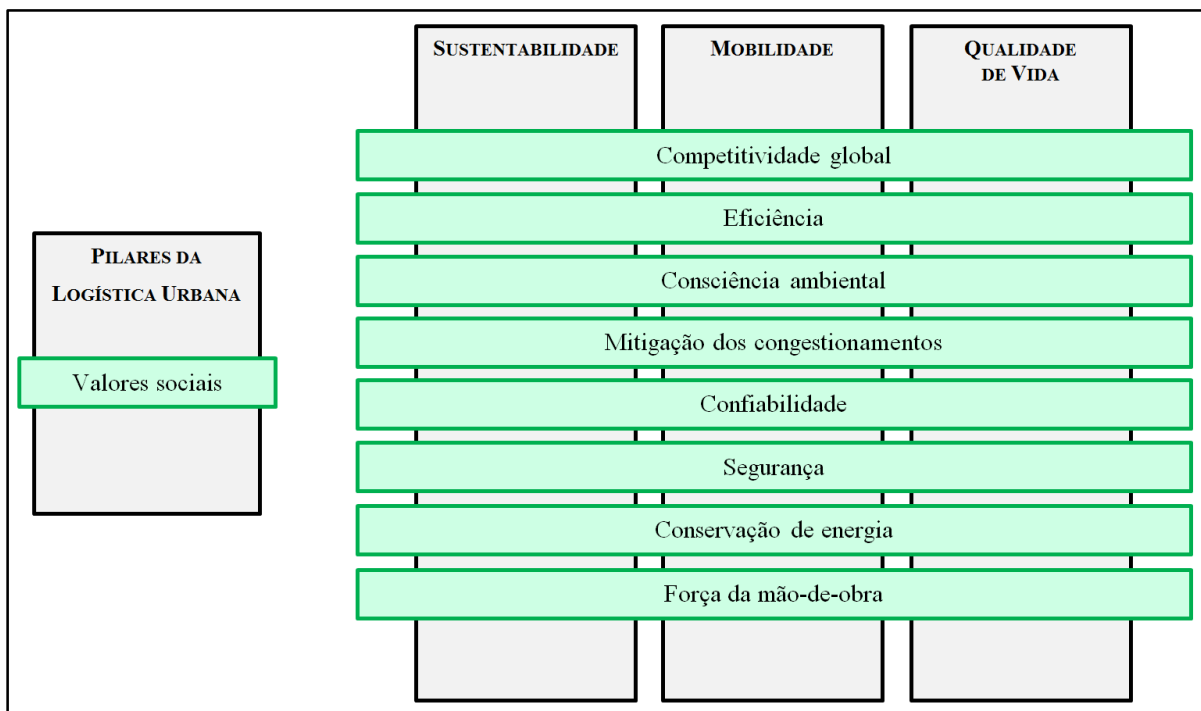 SUSTENTABILIDADE
MOBILIDADE
QUALIDADE
DE VIDA
Competitividade global
Eficiência
PILARES DA
LOGÍSTICA URBANA
Consciência ambiental
Mitigação dos congestionamentos
Valores sociais
Confiabilidade
Segurança
Conservação de energia
Força da mão-de-obra